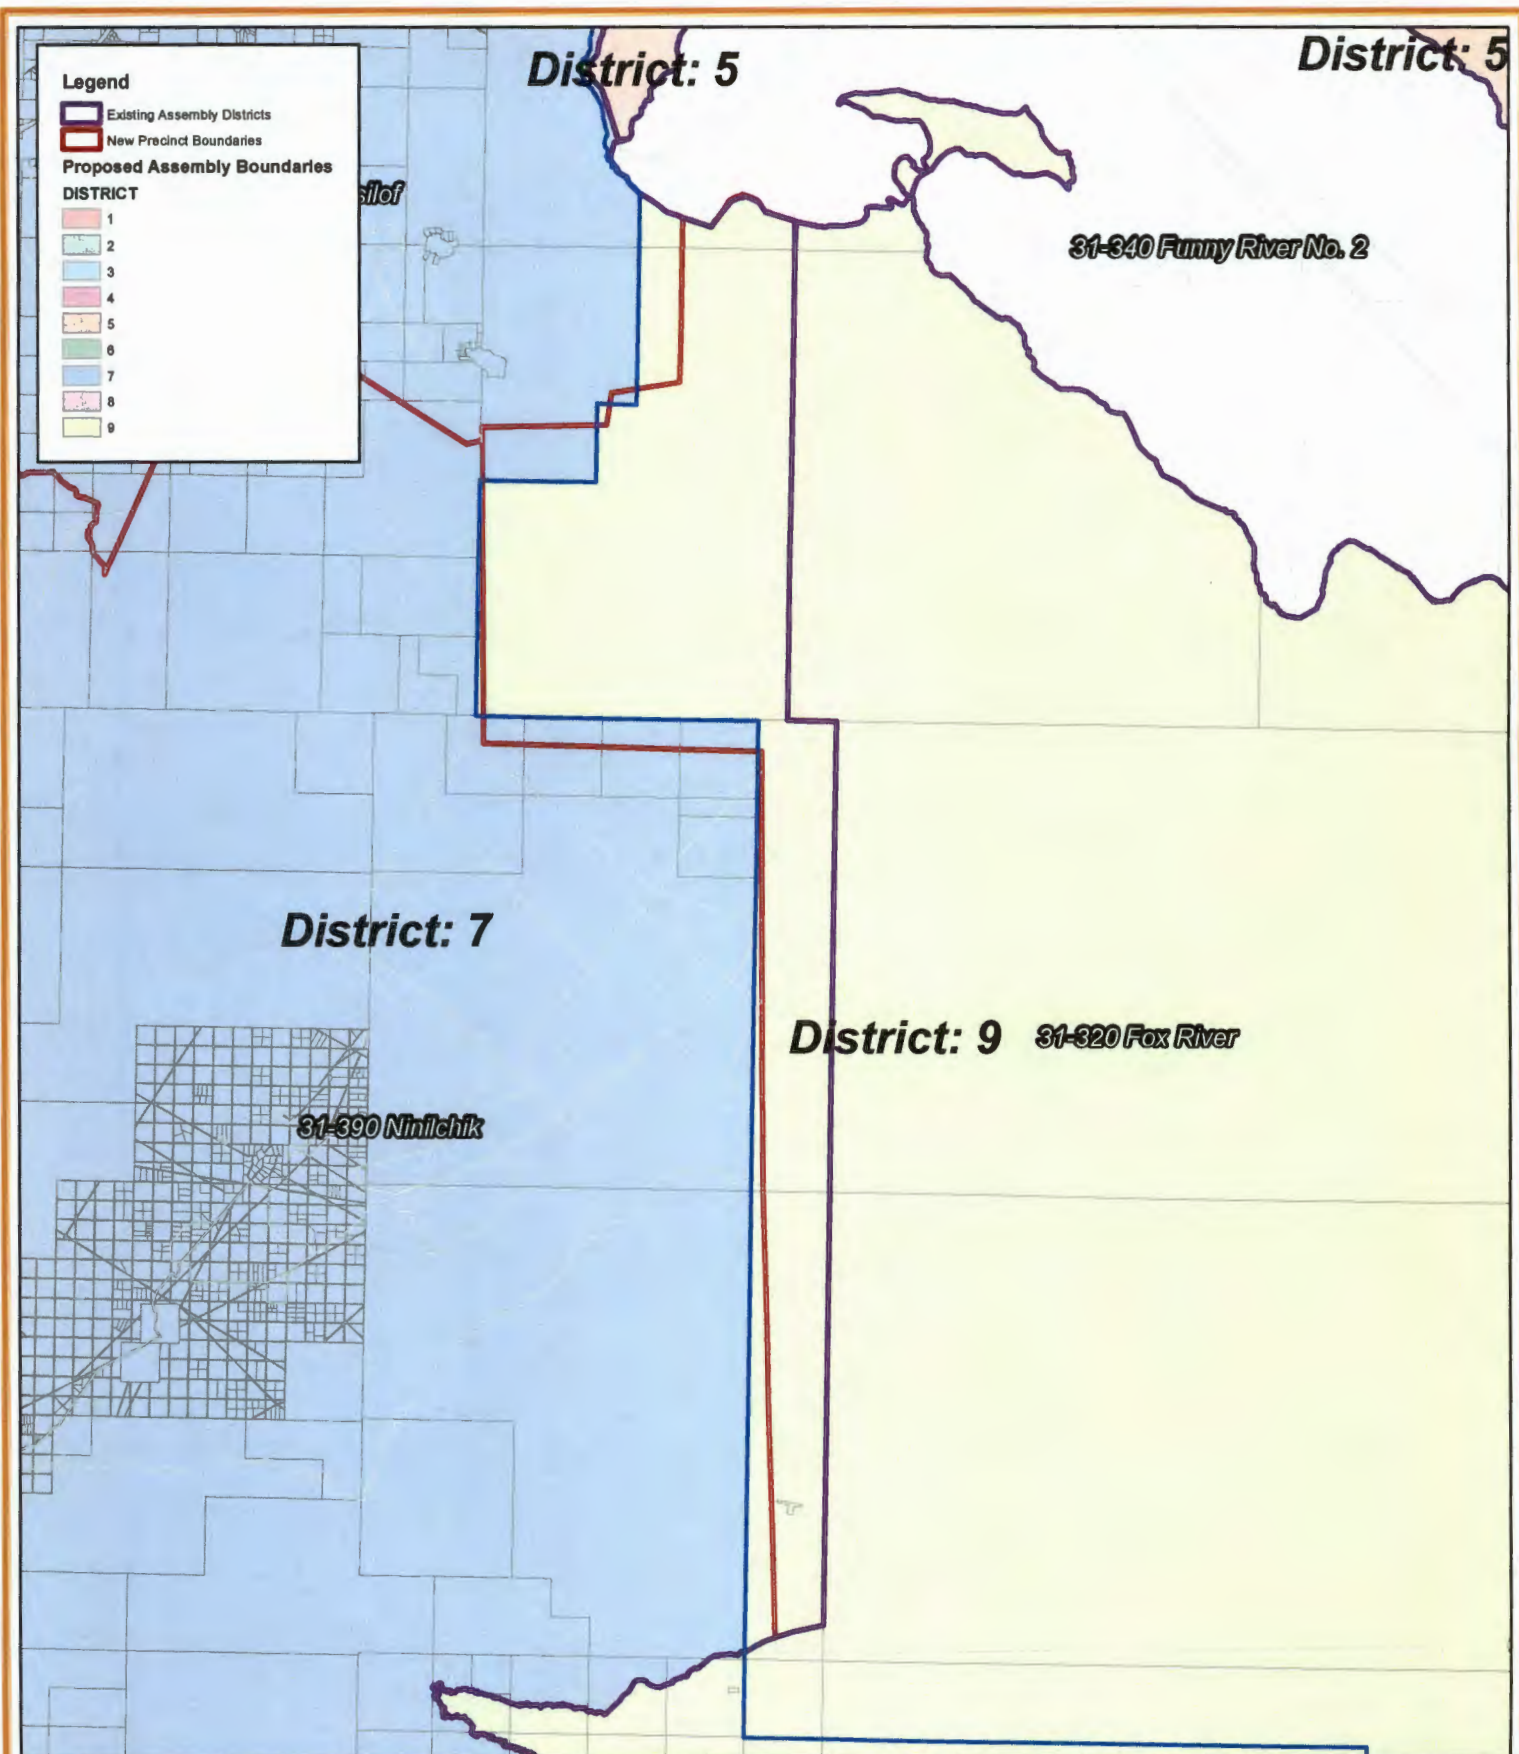 District: 5
District: 5
Legend
Existing Assembly Districts
New Precinct Boundaries
Proposed Assembly Boundaries
DISTRICT
1
2
3
4
5
6
7
8
9
silof
31-340 Funny River No. 2
District: 7
District: 9
31-320 Fox River
31-390 Ninilchik